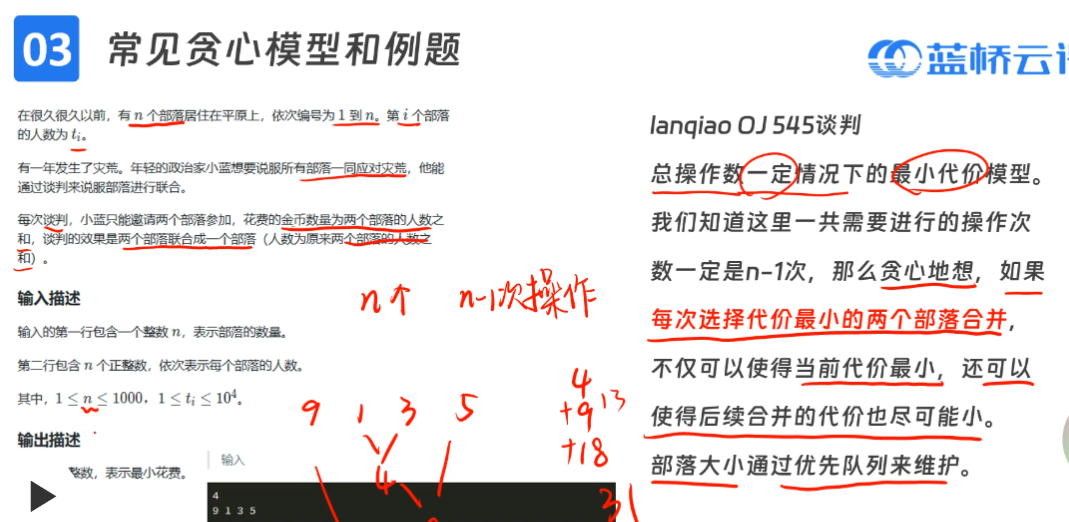 03 常见贪心模型和例题
蓝桥云
在很久很久以前，有 n 个部落居住在平原上，依次编号为 1 到 n。第 i 个部落
的人数为 tᵢ。
有一年发生了灾荒。年轻的政治家小蓝想要说服所有部落一同应对灾荒，他能
通过谈判来说服部落进行联合。
每次谈判，小蓝只能邀请两个部落参加，花费的金币数量为两个部落的人数之
和，谈判的效果是两个部落联合成一个部落（人数为原来两个部落的人数之
和）。
输入描述
输入的第一行包含一个整数 n，表示部落的数量。
第二行包含 n 个正整数，依次表示每个部落的人数。
其中，1 ≤ n ≤ 1000，1 ≤ tᵢ ≤ 10⁴。
输出描述
整数，表示最小花费。
输入
4
9 1 3 5
n个 n-1次操作
9 1 3 5
4
4
+9 13
+18
31
lanqiao OJ 545谈判
总操作数一定情况下的最小代价模型。
我们知道这里一共需要进行的操作次
数一定是n-1次，那么贪心地想，如果
每次选择代价最小的两个部落合并，
不仅可以使得当前代价最小，还可以
使得后续合并的代价也尽可能小。
部落大小通过优先队列来维护。